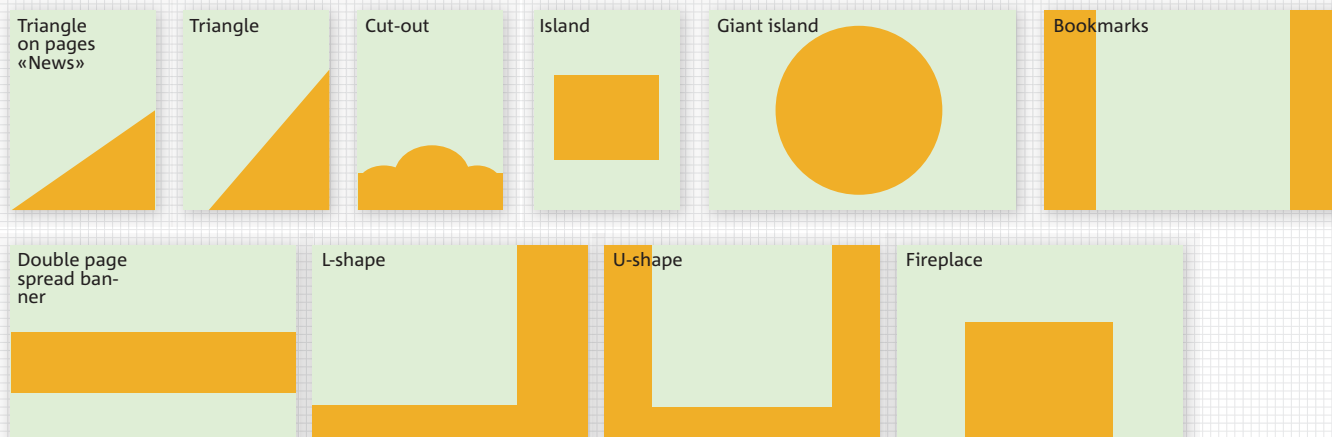 Triangle
on pages
«News»
Triangle
Cut-out
Island
Giant island
Bookmarks
Double page
spread ban-
ner
L-shape
U-shape
Fireplace